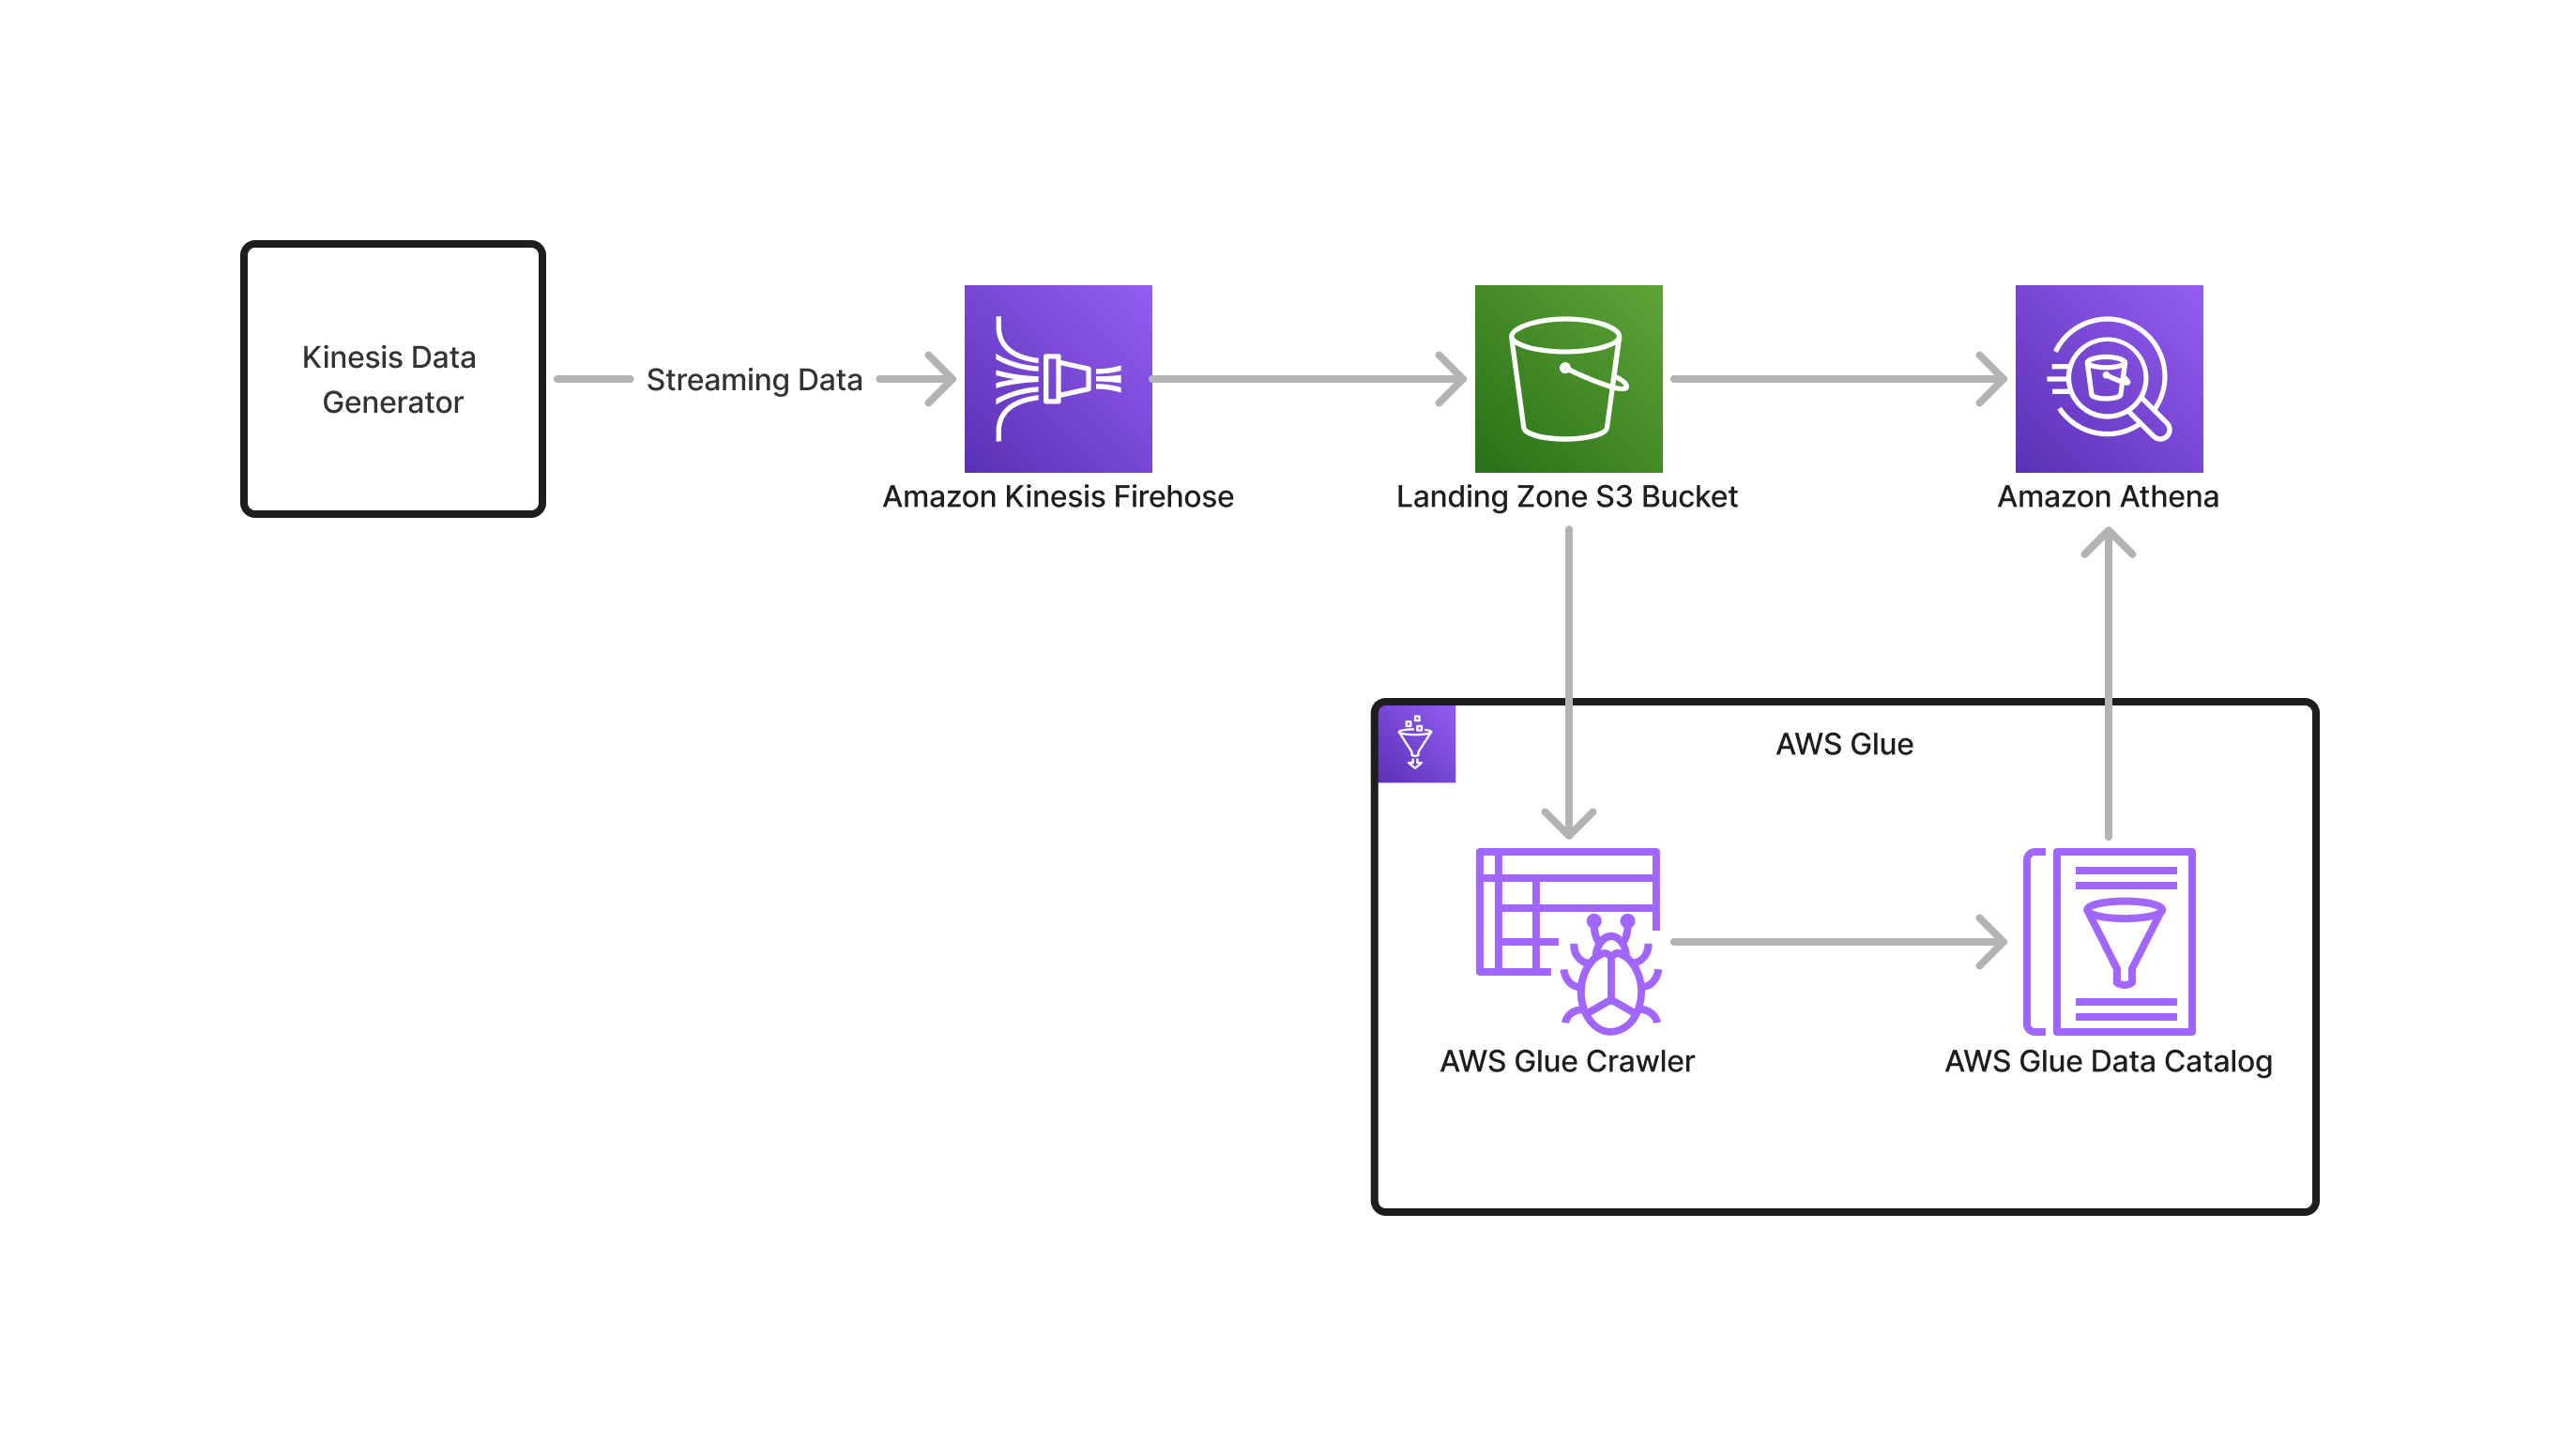 Kinesis Data
Generator
Streaming Data
Amazon Kinesis Firehose
Landing Zone S3 Bucket
Amazon Athena
AWS Glue
AWS Glue Crawler
AWS Glue Data Catalog